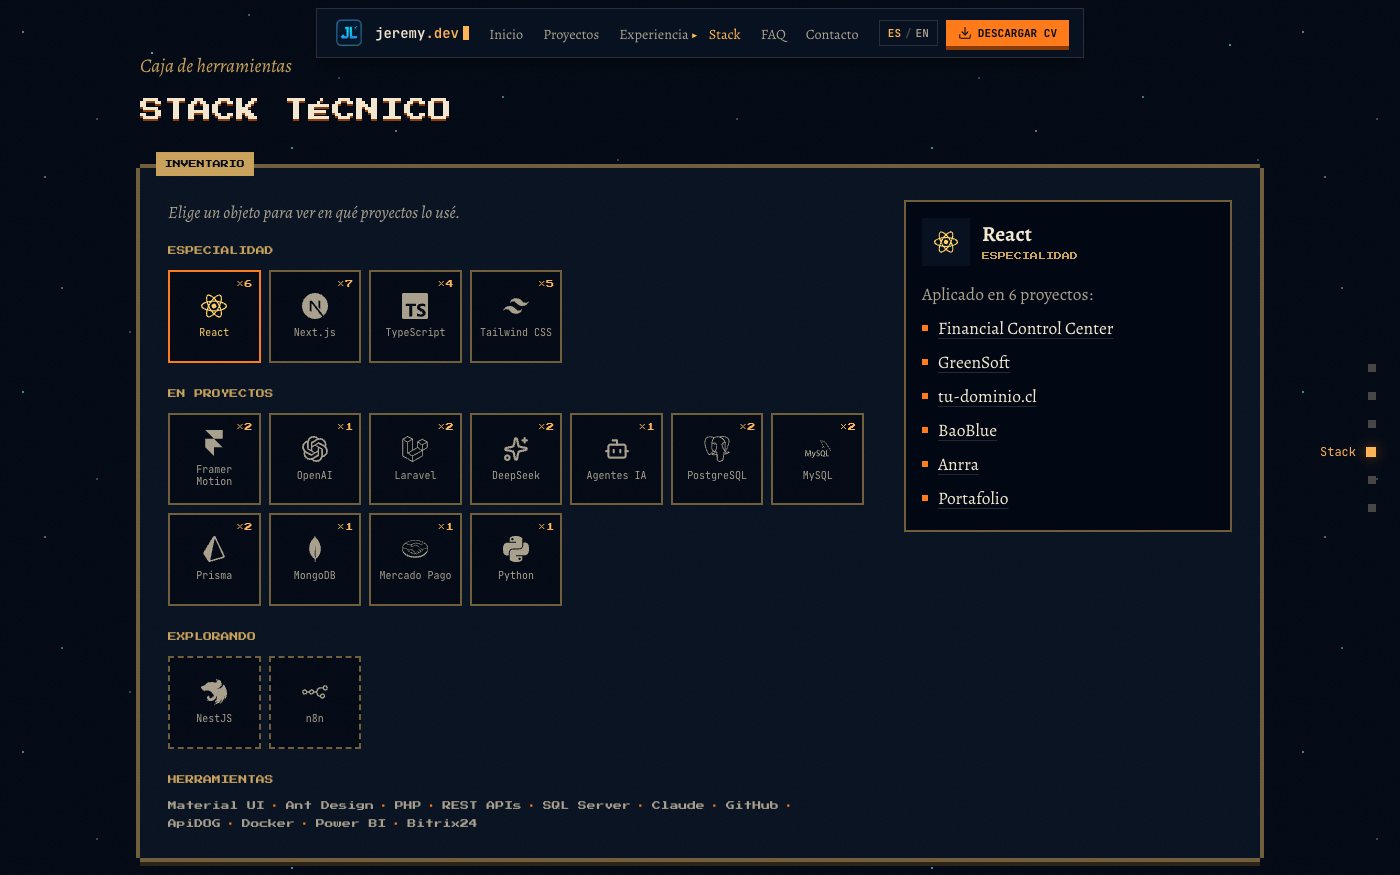 JL jeremy.dev Inicio Proyectos Experiencia ▸ Stack FAQ Contacto ES / EN DESCARGAR CV
Caja de herramientas
STACK TéCNICO
INVENTARIO
Elige un objeto para ver en qué proyectos lo usé.
ESPECIALIDAD
×6 ×7 ×4 ×5
TS
React Next.js TypeScript Tailwind CSS
EN PROYECTOS
×2 ×1 ×2 ×2 ×1 ×2 ×2
MySQL
Framer Motion OpenAI Laravel DeepSeek Agentes IA PostgreSQL MySQL
×2 ×1 ×1 ×1
Prisma MongoDB Mercado Pago Python
EXPLORANDO
NestJS n8n
HERRAMIENTAS
Material UI · Ant Design · PHP · REST APIs · SQL Server · Claude · GitHub ·
ApiDOG · Docker · Power BI · Bitrix24
React
ESPECIALIDAD
Aplicado en 6 proyectos:
Financial Control Center
GreenSoft
tu-dominio.cl
BaoBlue
Anrra
Portafolio
Stack